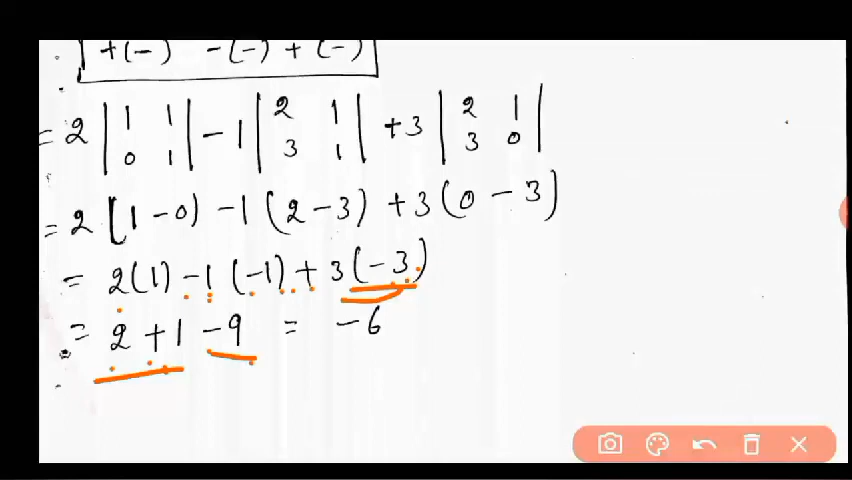 +(-) -(-) +(-)
= 2 | 1 1 | - 1 | 2 1 | + 3 | 2 1 |
| 0 1 | | 3 1 | | 3 0 |
= 2 (1 - 0) - 1 (2 - 3) + 3 (0 - 3)
= 2(1) - 1 (-1) + 3 (-3)
= 2 + 1 - 9 = -6